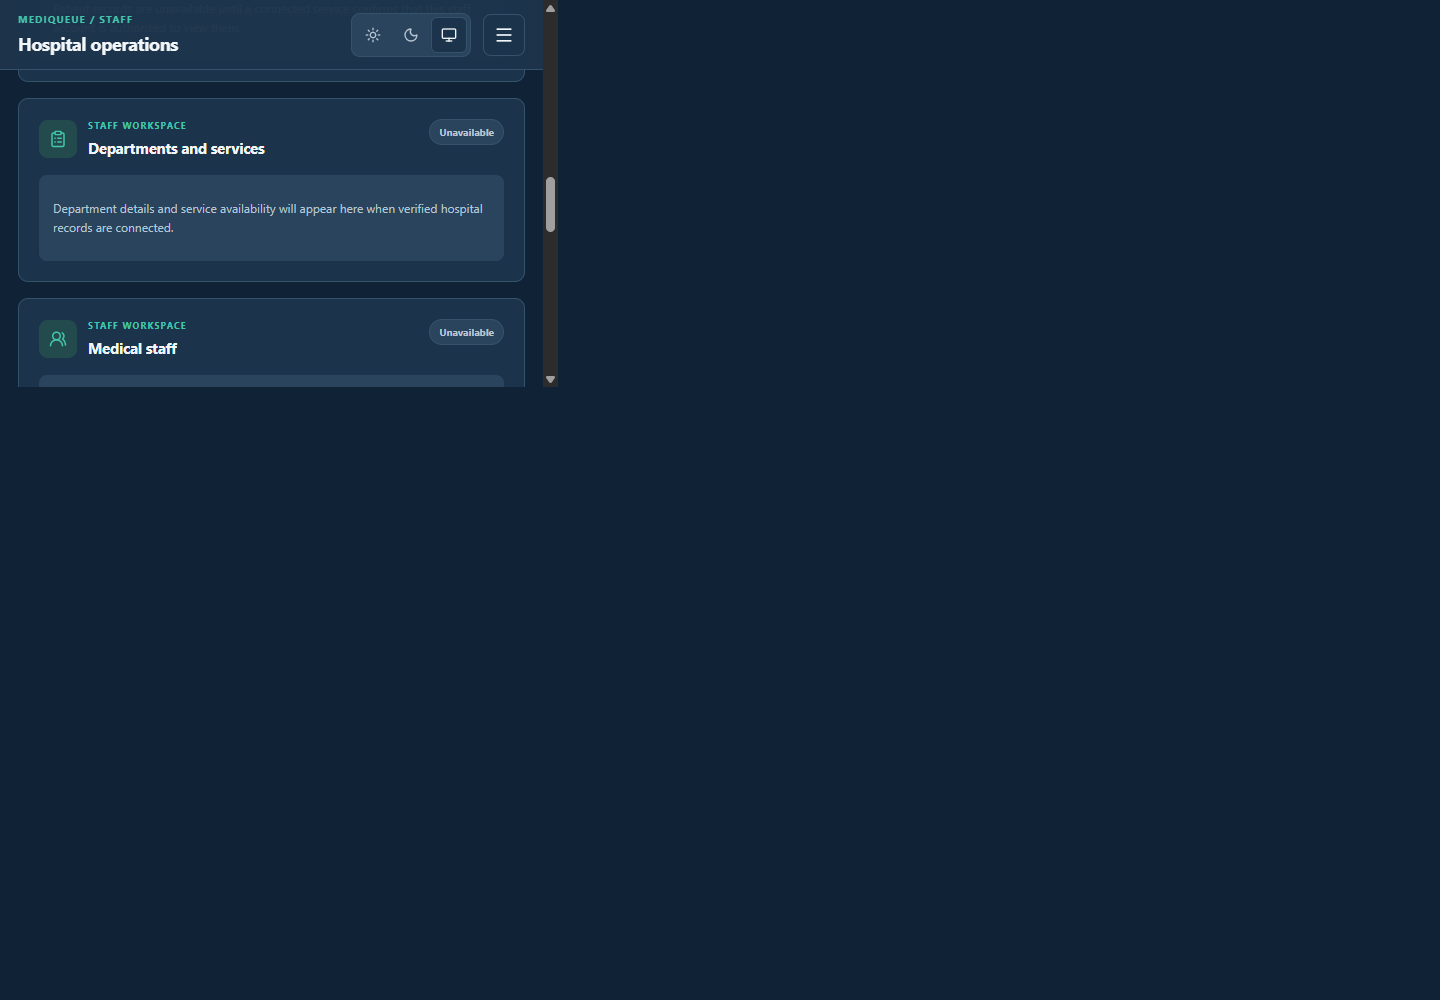 MEDIQUEUE / STAFF
Hospital operations
STAFF WORKSPACE
Departments and services
Unavailable
Department details and service availability will appear here when verified hospital
records are connected.
STAFF WORKSPACE
Medical staff
Unavailable